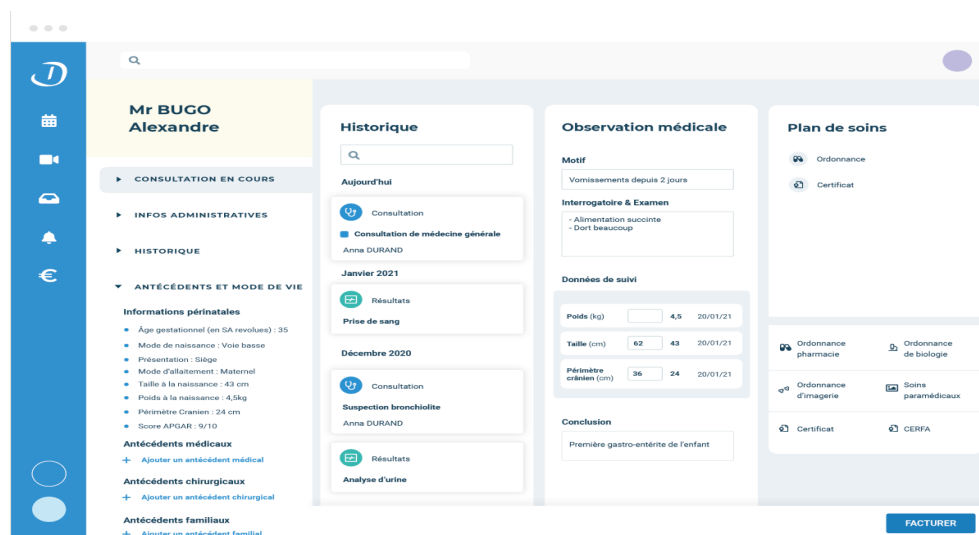 Mr BUGO
Alexandre
CONSULTATION EN COURS
INFOS ADMINISTRATIVES
HISTORIQUE
ANTÉCÉDENTS ET MODE DE VIE
Informations périnatales
Âge gestationnel (en SA revolues) : 35
Mode de naissance : Voie basse
Présentation : Siège
Mode d'allaitement : Maternel
Taille à la naissance : 43 cm
Poids à la naissance : 4,5kg
Périmètre Cranien : 24 cm
Score APGAR : 9/10
Antécédents médicaux
+ Ajouter un antécédent médical
Antécédents chirurgicaux
+ Ajouter un antécédent chirurgical
Antécédents familiaux
+ Ajouter un antécédent familial
Historique
Aujourd'hui
Consultation
Consultation de médecine générale
Anna DURAND
Janvier 2021
Résultats
Prise de sang
Décembre 2020
Consultation
Suspection bronchiolite
Anna DURAND
Résultats
Analyse d'urine
Observation médicale
Motif
Vomissements depuis 2 jours
Interrogatoire & Examen
- Alimentation succinte
- Dort beaucoup
Données de suivi
Poids (kg) 4,5 20/01/21
Taille (cm) 62 43 20/01/21
Périmètre
crânien (cm) 36 24 20/01/21
Conclusion
Première gastro-entérite de l'enfant
Plan de soins
Ordonnance
Certificat
Ordonnance
pharmacie
Ordonnance
de biologie
Ordonnance
d'imagerie
Soins
paramédicaux
Certificat
CERFA
FACTURER